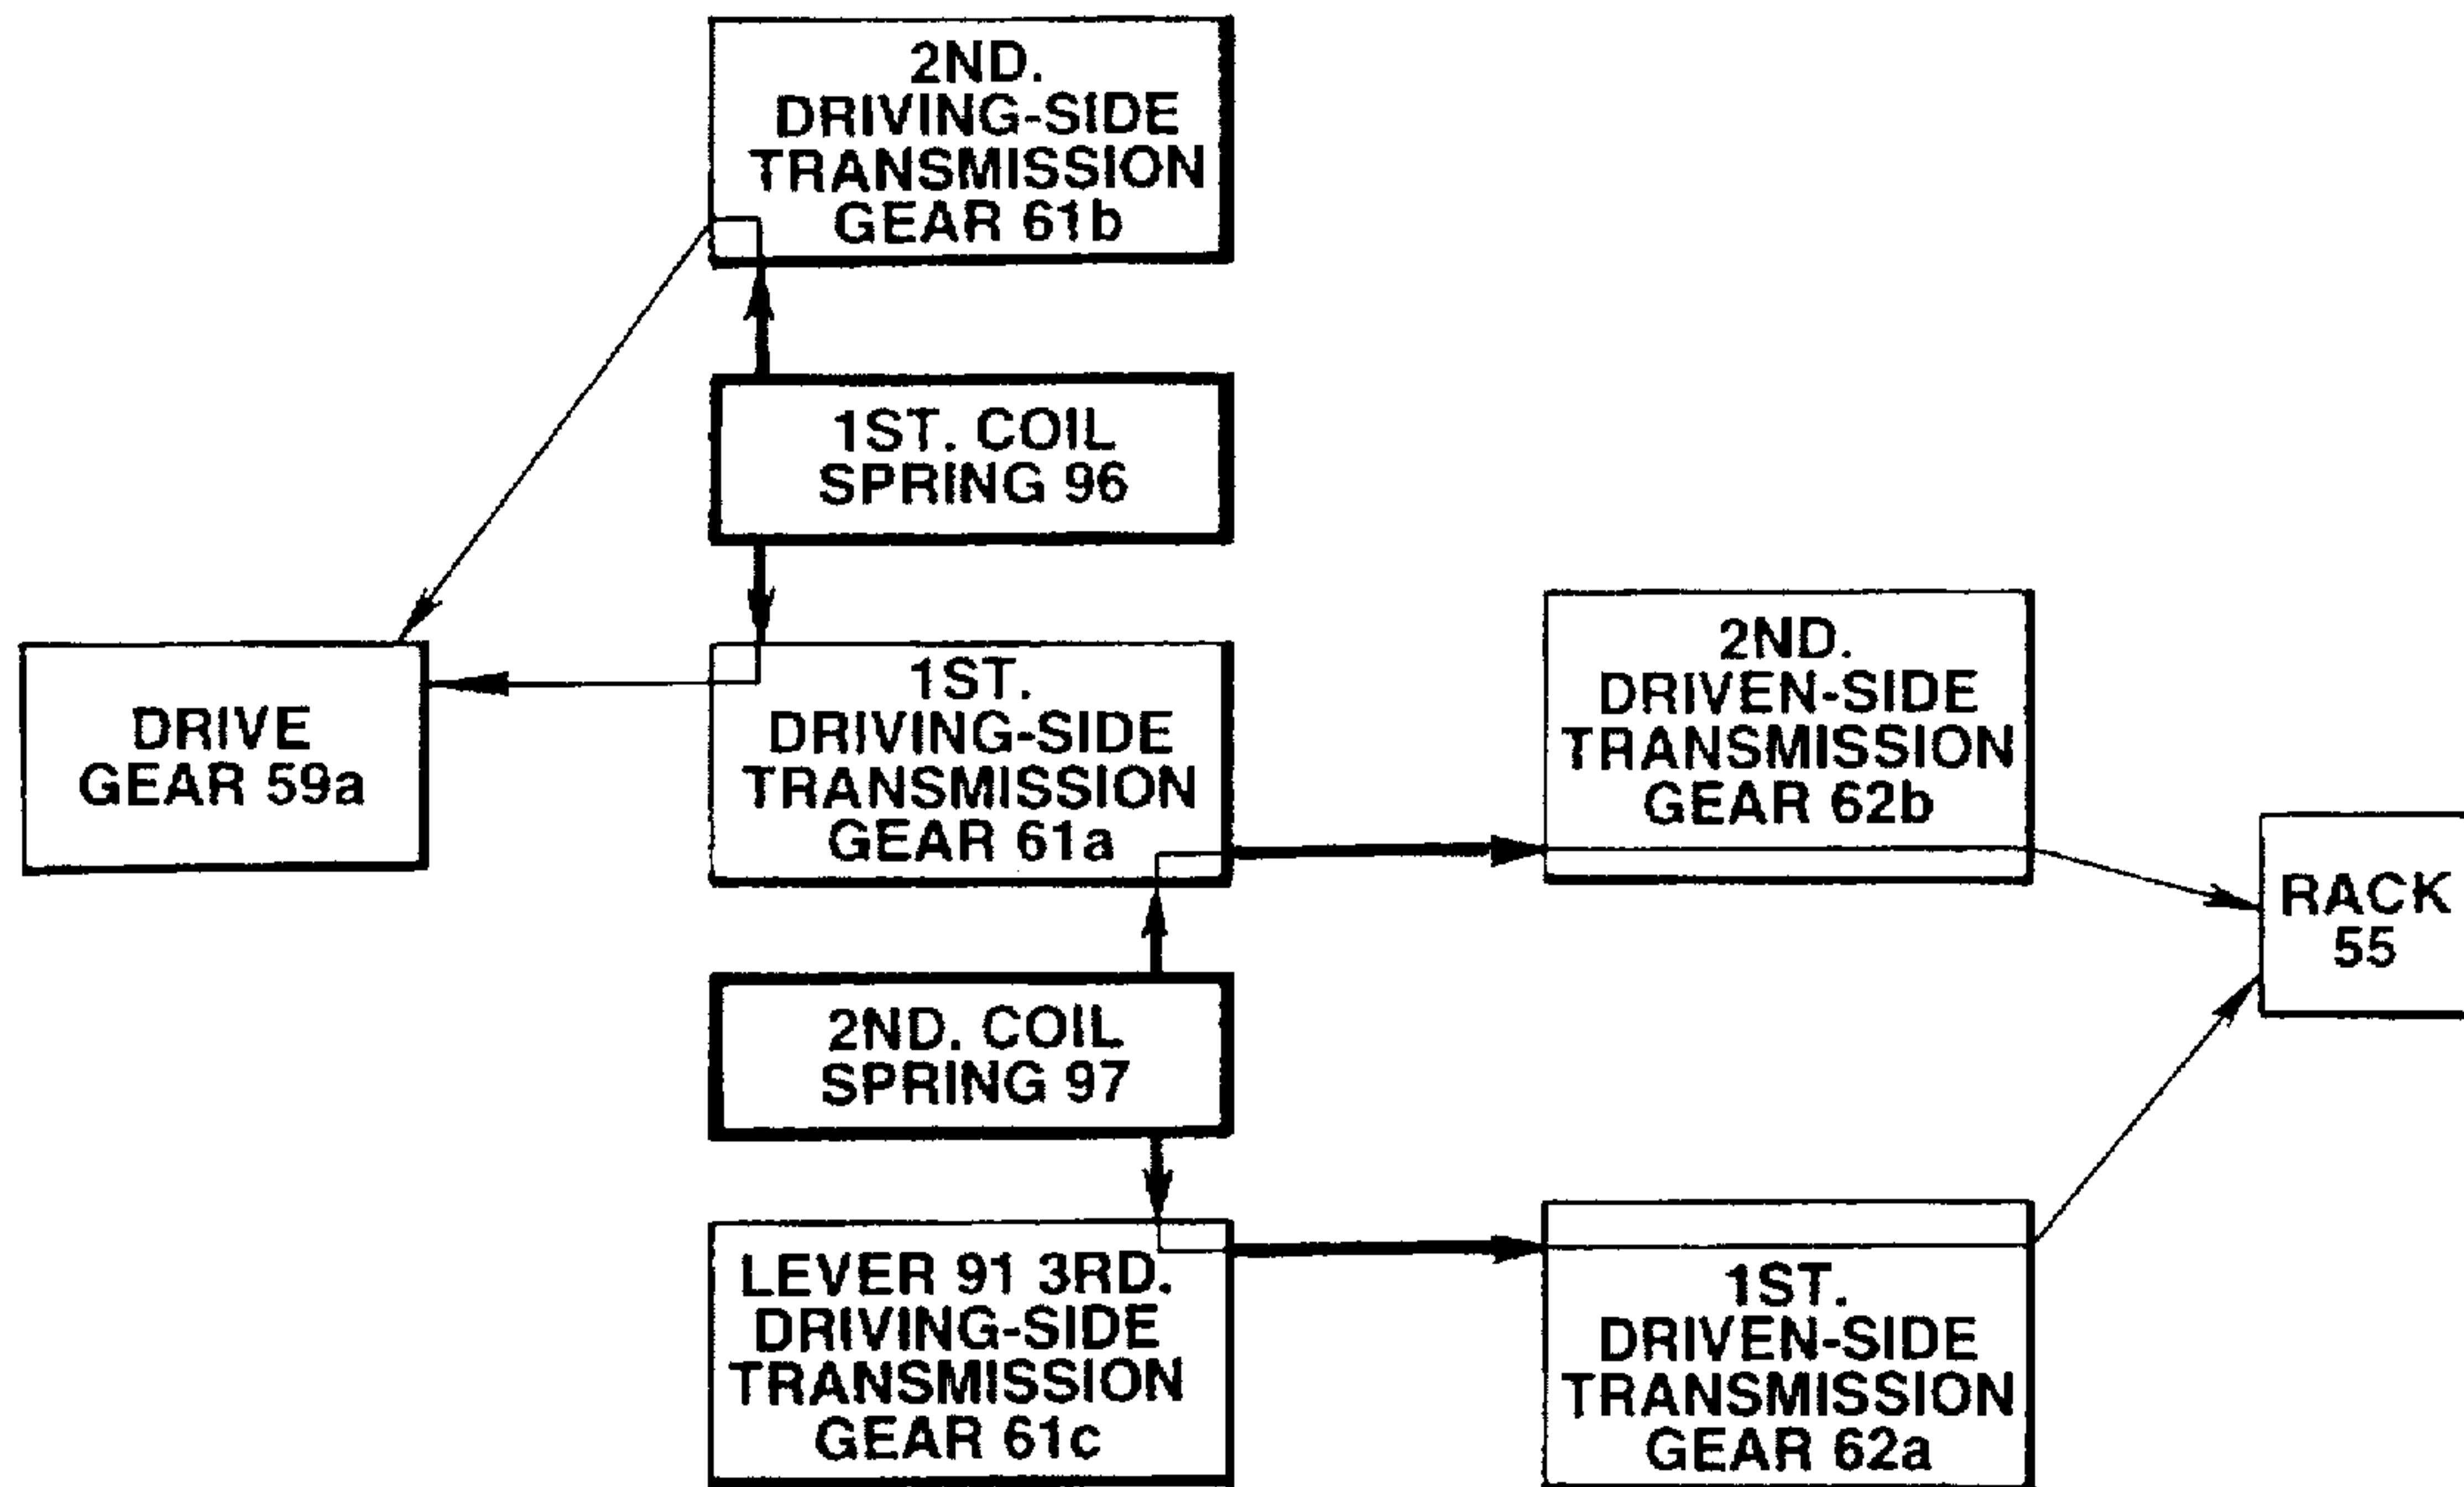 2ND.
DRIVING-SIDE
TRANSMISSION
GEAR 61b
1ST. COIL
SPRING 96
DRIVE
GEAR 59a
1ST.
DRIVING-SIDE
TRANSMISSION
GEAR 61a
2ND.
DRIVEN-SIDE
TRANSMISSION
GEAR 62b
RACK
55
2ND. COIL
SPRING 97
LEVER 91 3RD.
DRIVING-SIDE
TRANSMISSION
GEAR 61c
1ST.
DRIVEN-SIDE
TRANSMISSION
GEAR 62a